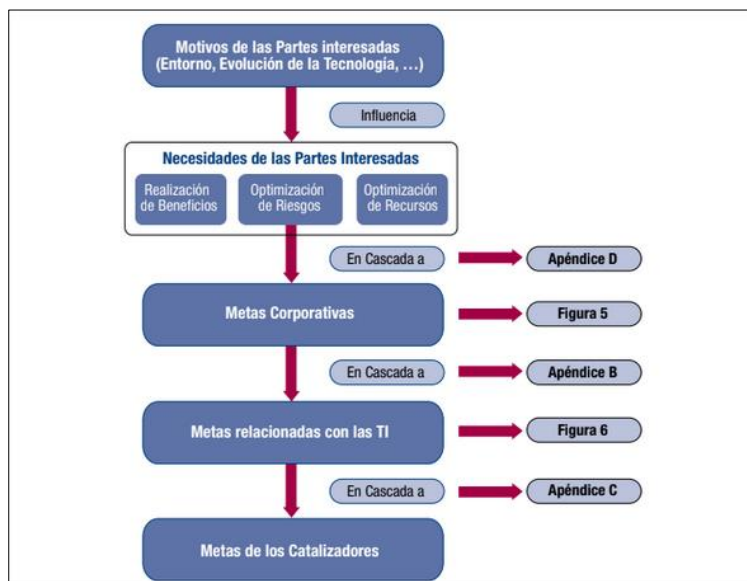 Motivos de las Partes interesadas
(Entorno, Evolución de la Tecnología, …)
Influencia
Necesidades de las Partes Interesadas
Realización
de Beneficios
Optimización
de Riesgos
Optimización
de Recursos
En Cascada a
Apéndice D
Metas Corporativas
Figura 5
En Cascada a
Apéndice B
Metas relacionadas con las TI
Figura 6
En Cascada a
Apéndice C
Metas de los Catalizadores